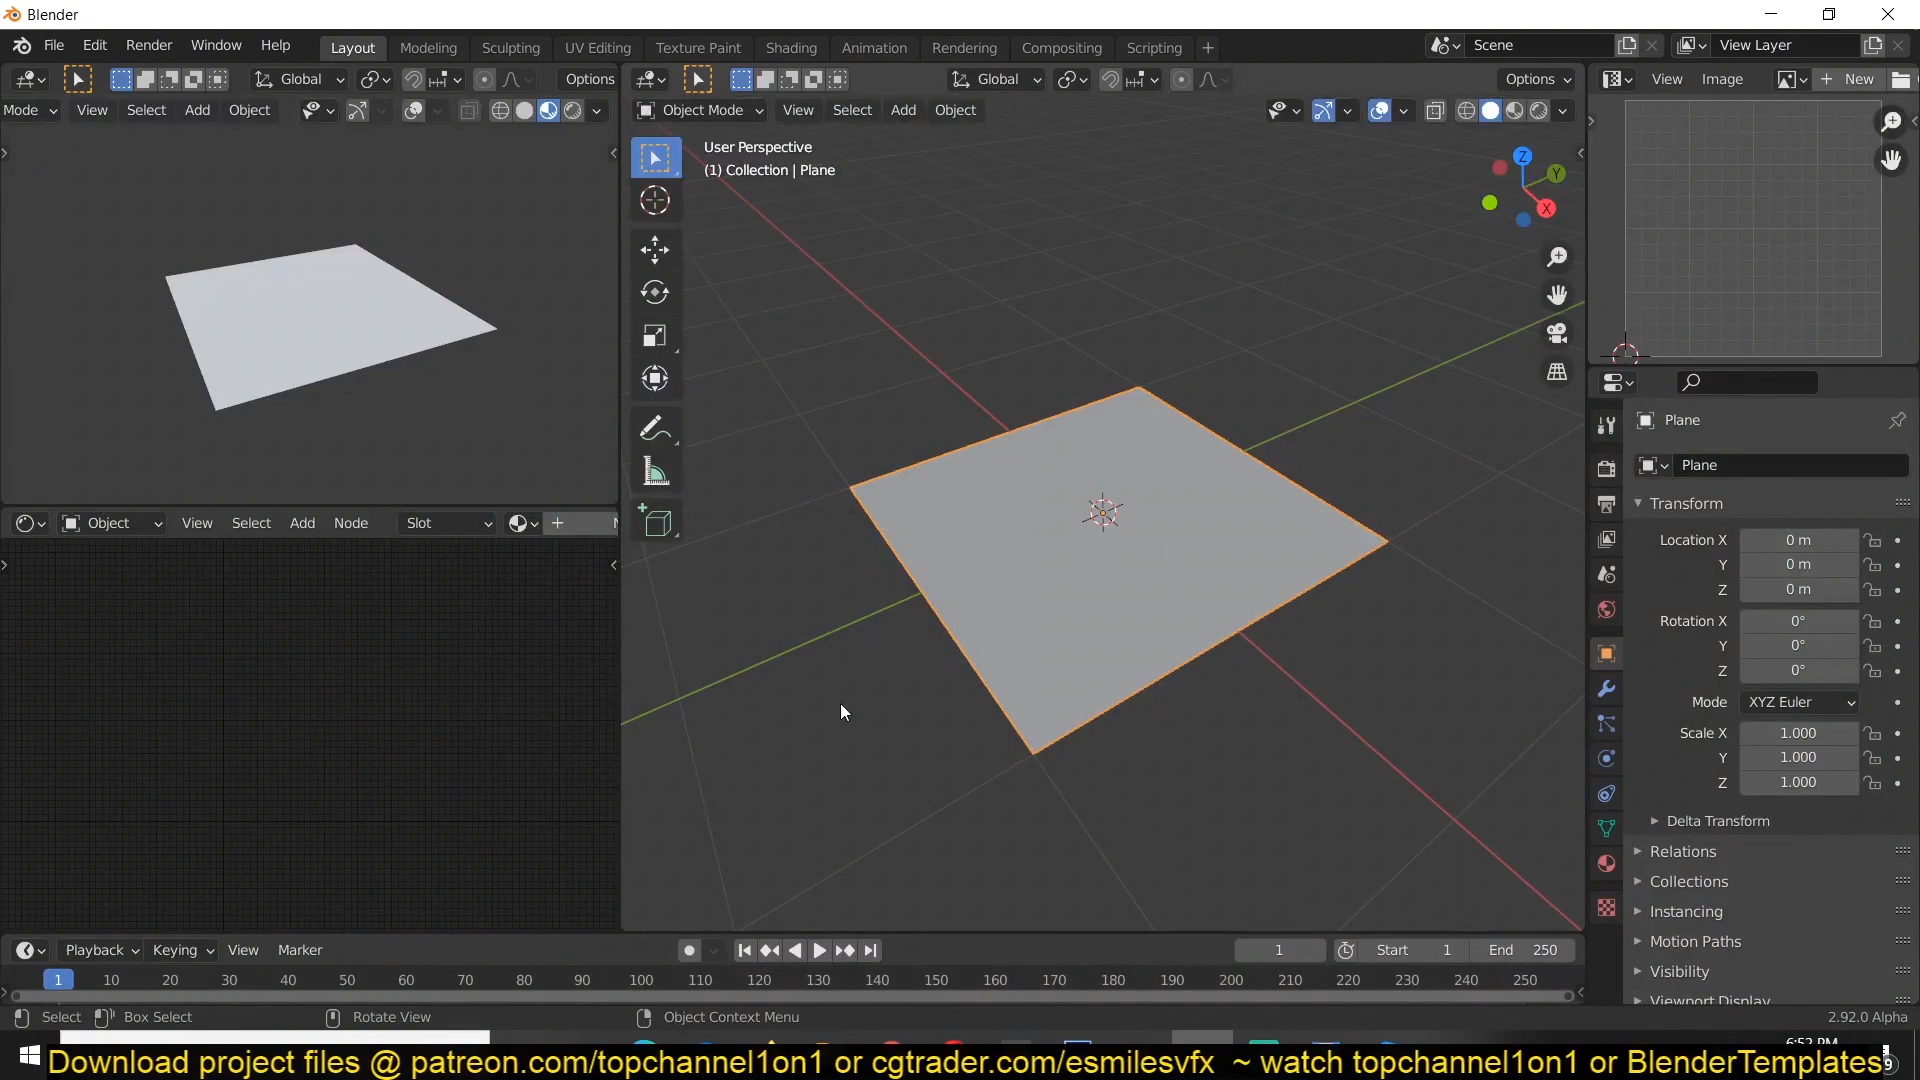 Blender
File Edit Render Window Help Layout Modeling Sculpting UV Editing Texture Paint Shading Animation Rendering Compositing Scripting + Scene View Layer
Global Options Global Options View Image + New
Mode View Select Add Object Object Mode View Select Add Object
User Perspective
(1) Collection | Plane
Z
Y
X
Plane
Plane
Transform
Location X 0 m
Y 0 m
Z 0 m
Rotation X 0°
Y 0°
Z 0°
Mode XYZ Euler
Scale X 1.000
Y 1.000
Z 1.000
Delta Transform
Relations
Collections
Instancing
Motion Paths
Visibility
Viewport Display
Object View Select Add Node Slot +
Playback Keying View Marker 1 Start 1 End 250
1 10 20 30 40 50 60 70 80 90 100 110 120 130 140 150 160 170 180 190 200 210 220 230 240 250
Select Box Select Rotate View Object Context Menu 2.92.0 Alpha
6:52 PM
Download project files @ patreon.com/topchannel1on1 or cgtrader.com/esmilesvfx ~ watch topchannel1on1 or BlenderTemplates